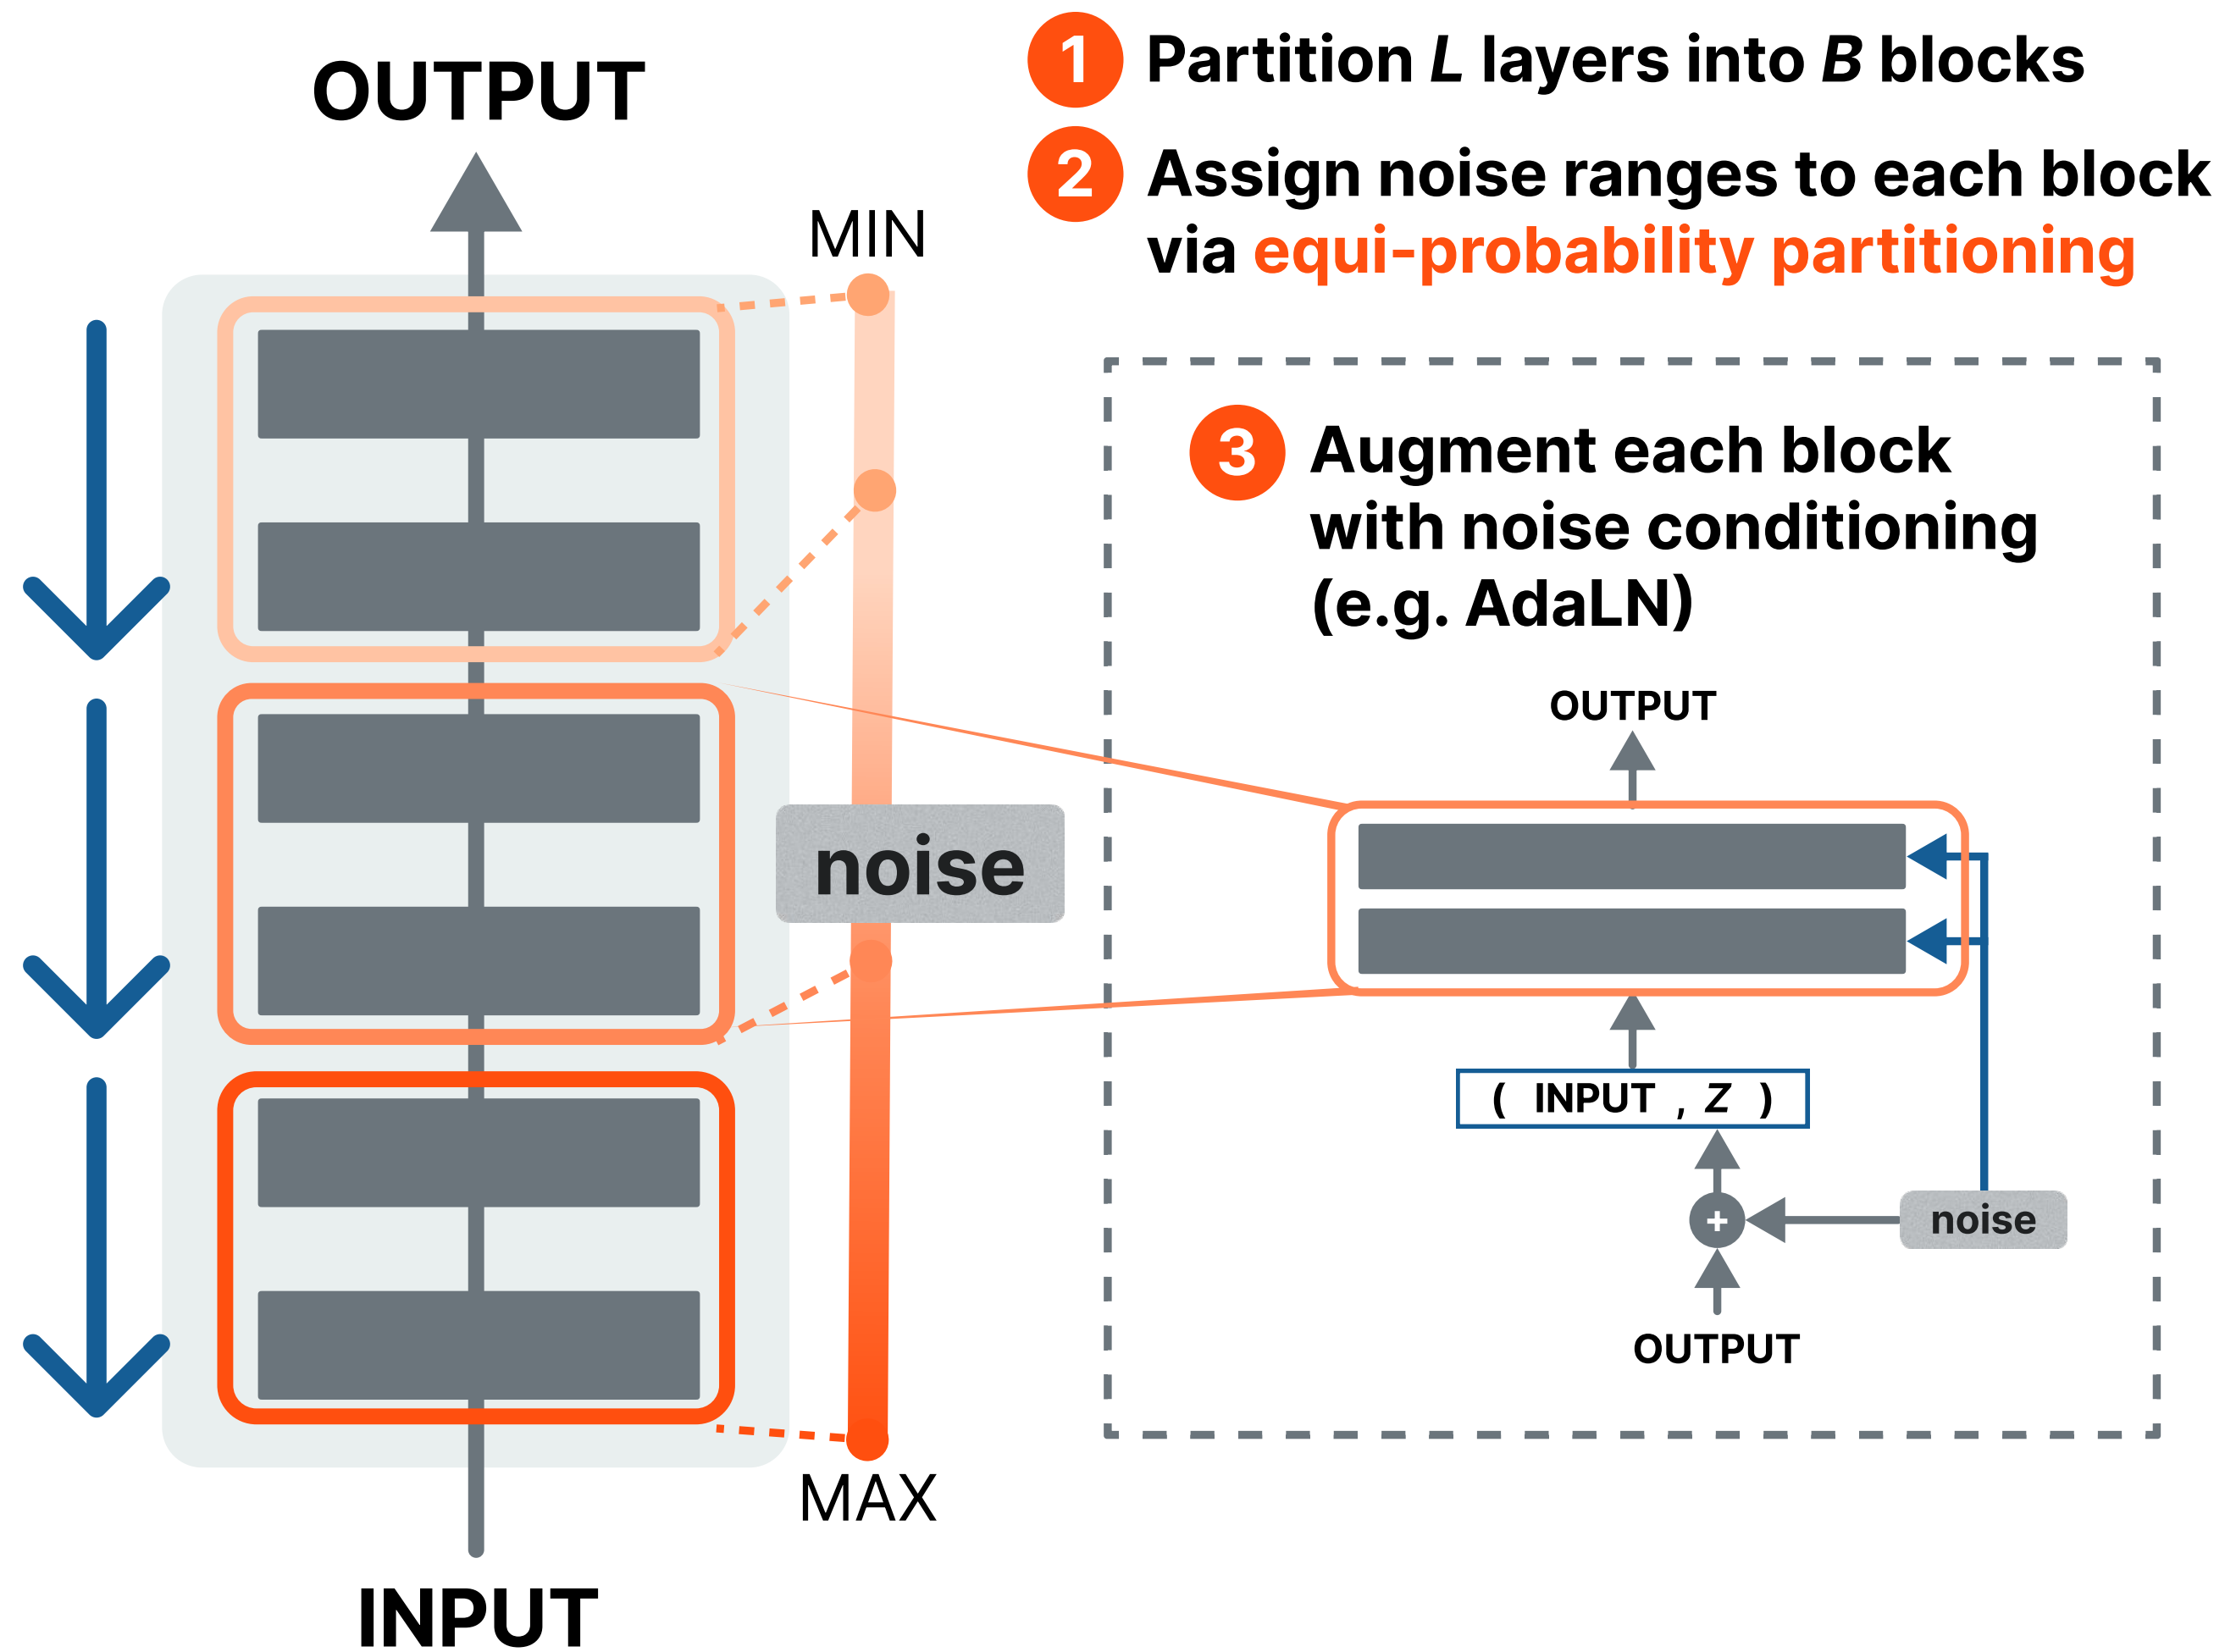 OUTPUT
MIN
noise
MAX
INPUT
1 Partition L layers into B blocks
2 Assign noise ranges to each block
via equi-probability partitioning
3 Augment each block
with noise conditioning
(e.g. AdaLN)
OUTPUT
( INPUT , Z )
+
noise
OUTPUT